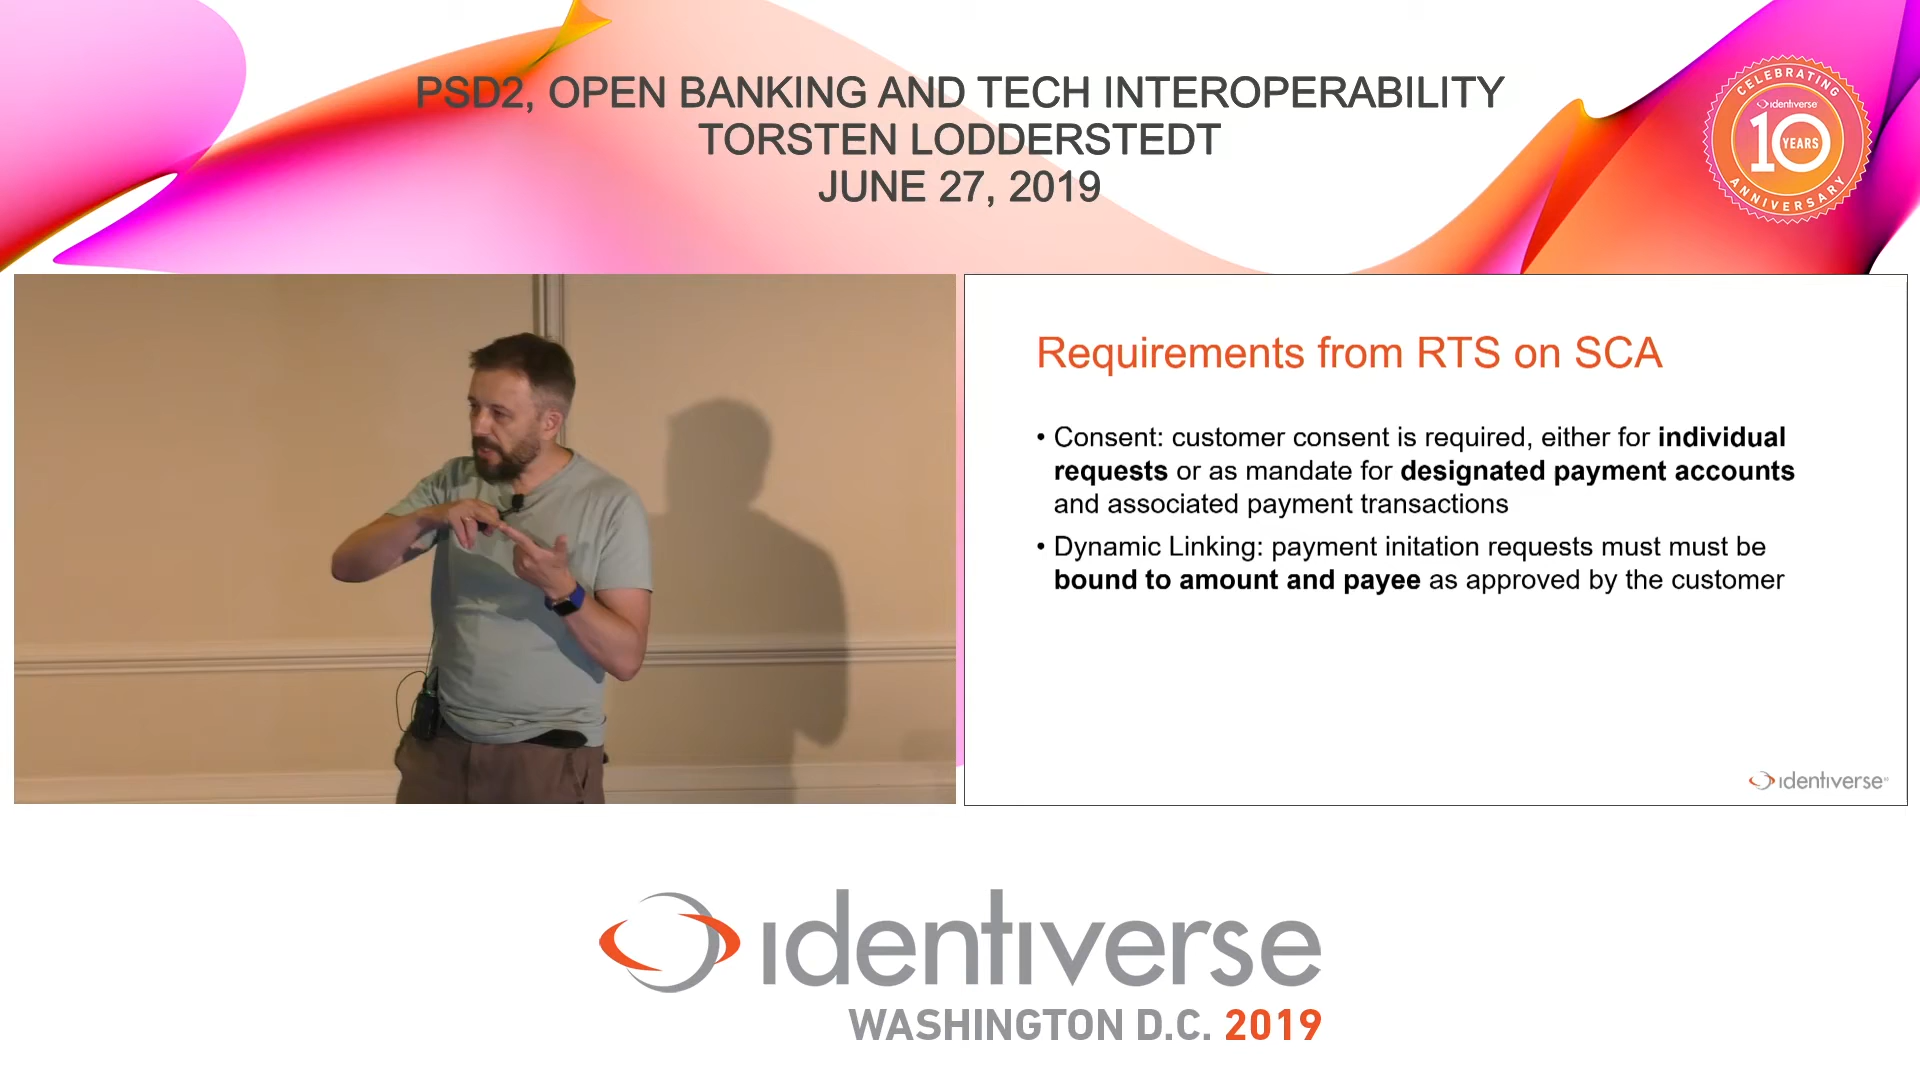 PSD2, OPEN BANKING AND TECH INTEROPERABILITY
TORSTEN LODDERSTEDT
JUNE 27, 2019
CELEBRATING
identiverse
10
YEARS
ANNIVERSARY
Requirements from RTS on SCA
• Consent: customer consent is required, either for individual
requests or as mandate for designated payment accounts
and associated payment transactions
• Dynamic Linking: payment initation requests must must be
bound to amount and payee as approved by the customer
identiverse
identiverse
WASHINGTON D.C. 2019